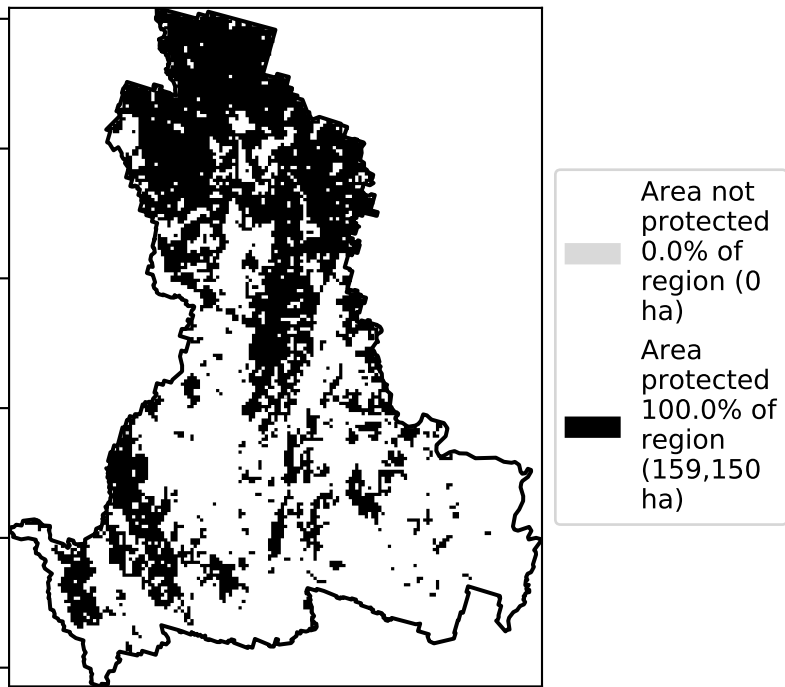 Area not
protected
0.0% of
region (0
ha)
Area
protected
100.0% of
region
(159,150
ha)